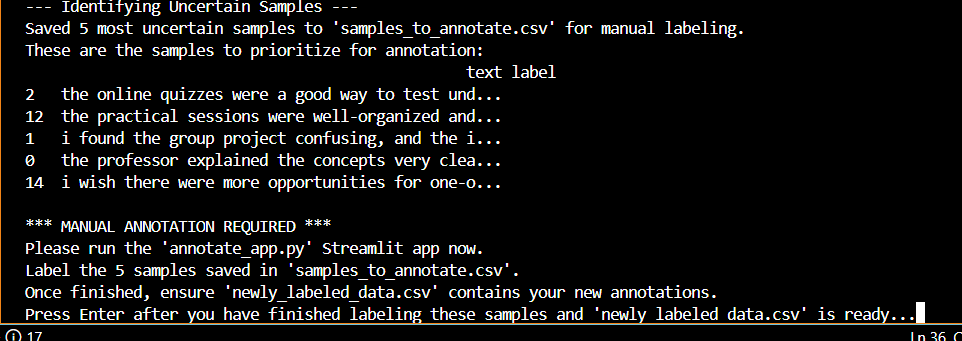 --- Identifying Uncertain Samples ---
Saved 5 most uncertain samples to 'samples_to_annotate.csv' for manual labeling.
These are the samples to prioritize for annotation:
text label
2 the online quizzes were a good way to test und...
12 the practical sessions were well-organized and...
1 i found the group project confusing, and the i...
0 the professor explained the concepts very clea...
14 i wish there were more opportunities for one-o...
*** MANUAL ANNOTATION REQUIRED ***
Please run the 'annotate_app.py' Streamlit app now.
Label the 5 samples saved in 'samples_to_annotate.csv'.
Once finished, ensure 'newly_labeled_data.csv' contains your new annotations.
Press Enter after you have finished labeling these samples and 'newly_labeled_data.csv' is ready...
17 Ln 36,